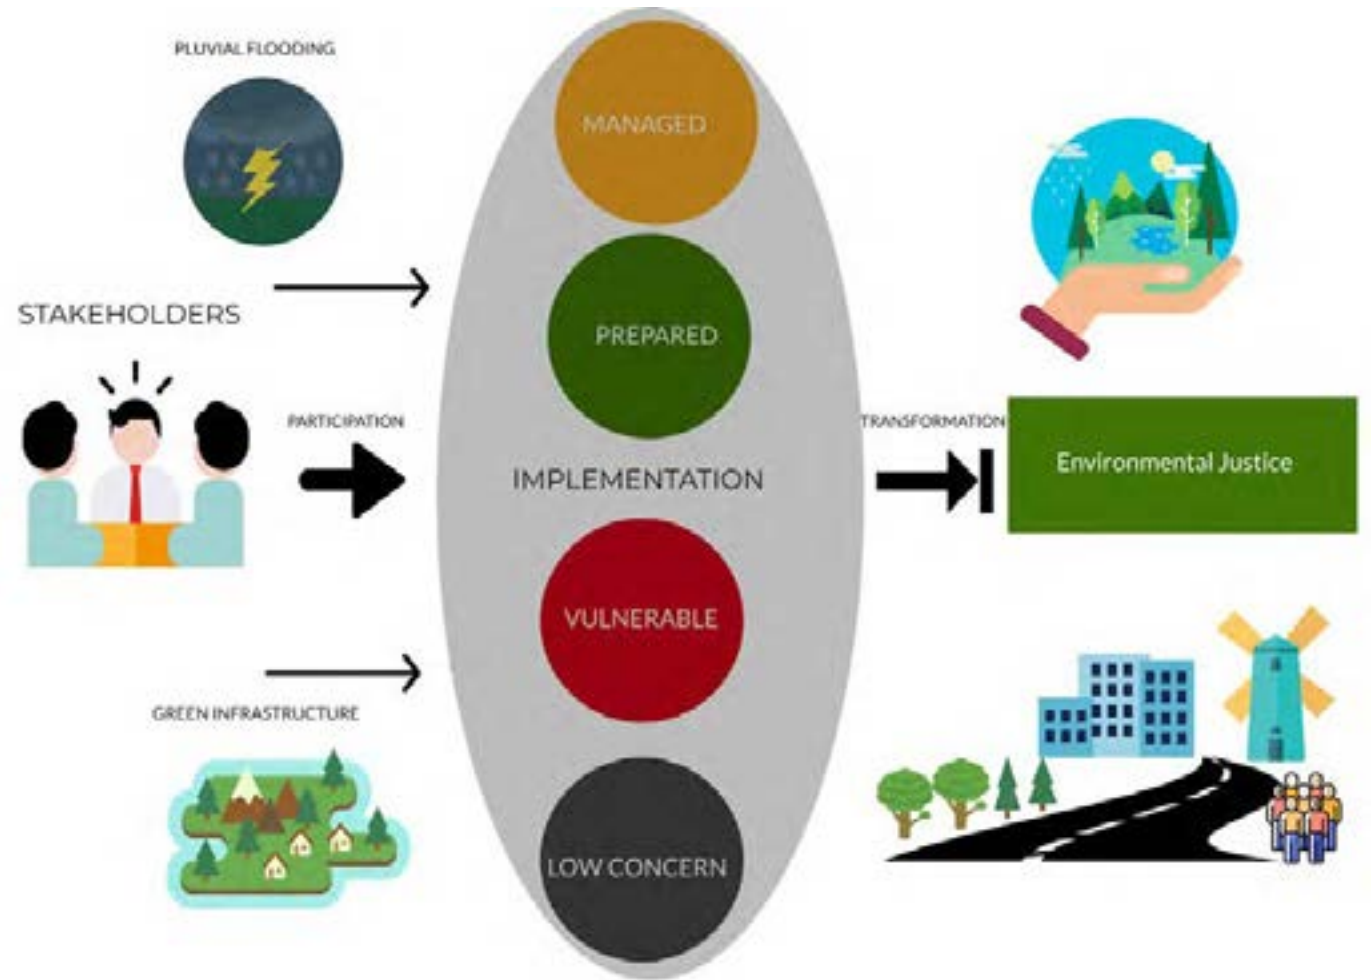 PLUVIAL FLOODING
MANAGED
STAKEHOLDERS
PREPARED
PARTICIPATION
IMPLEMENTATION
TRANSFORMATION
Environmental Justice
VULNERABLE
GREEN INFRASTRUCTURE
LOW CONCERN